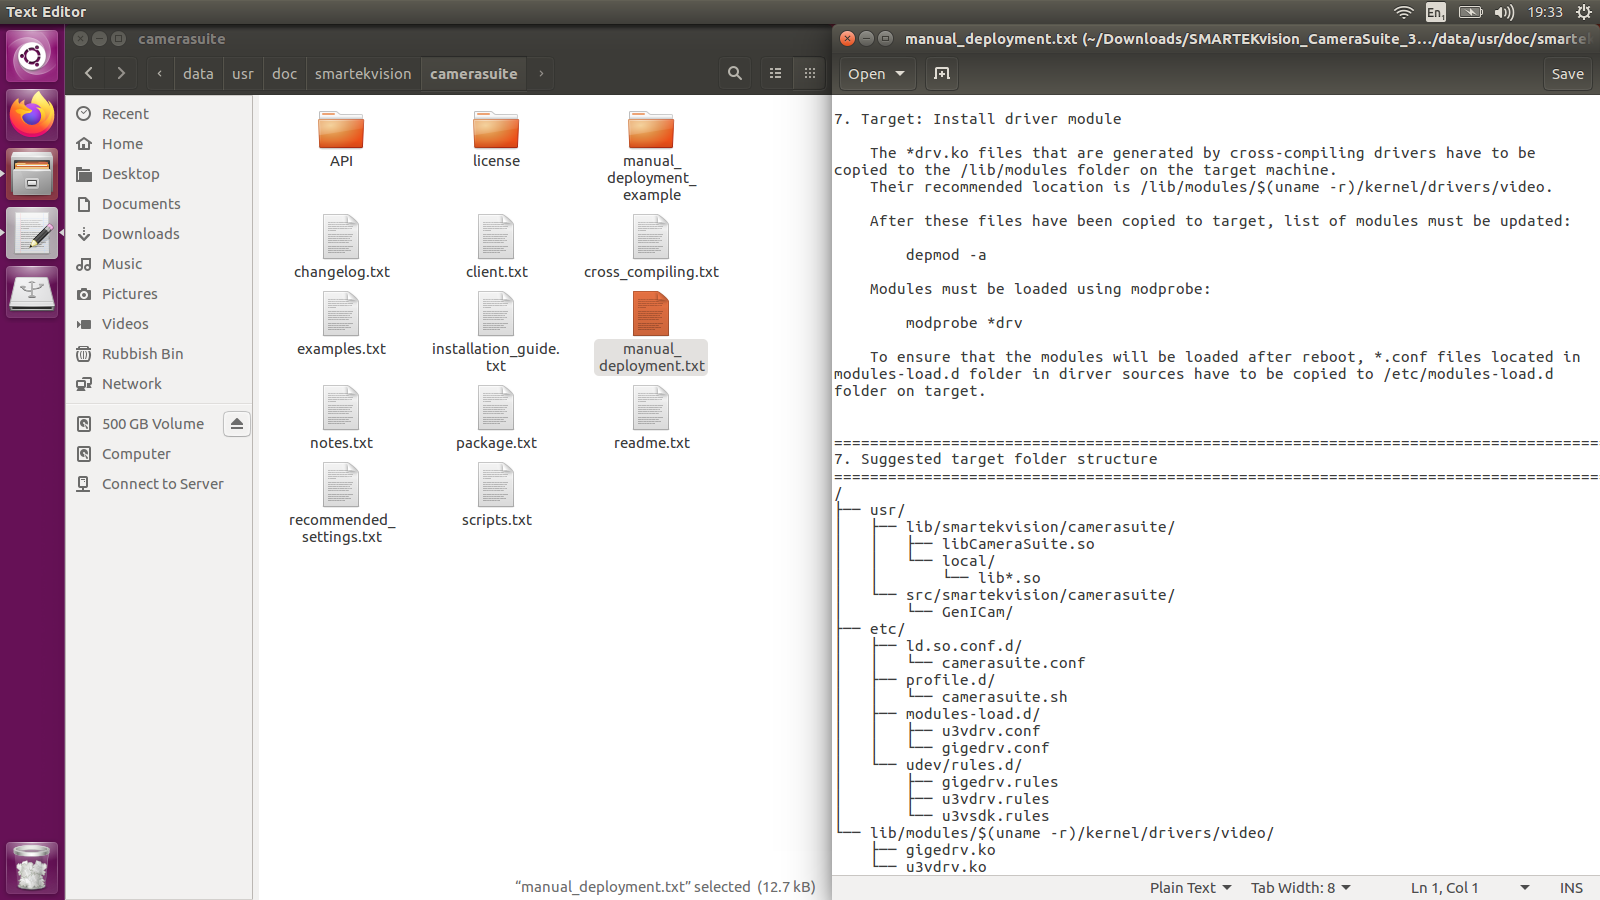 Text Editor
En1
19:33
camerasuite
data
usr
doc
smartekvision
camerasuite
Recent
Home
Desktop
Documents
Downloads
Music
Pictures
Videos
Rubbish Bin
Network
500 GB Volume
Computer
Connect to Server
API
license
manual_
deployment_
example
changelog.txt
client.txt
cross_compiling.txt
examples.txt
installation_guide.
txt
manual_
deployment.txt
notes.txt
package.txt
readme.txt
recommended_
settings.txt
scripts.txt
“manual_deployment.txt” selected (12.7 kB)
manual_deployment.txt (~/Downloads/SMARTEKvision_CameraSuite_3.../data/usr/doc/smarte
Open
Save
7. Target: Install driver module
The *drv.ko files that are generated by cross-compiling drivers have to be
copied to the /lib/modules folder on the target machine.
Their recommended location is /lib/modules/$(uname -r)/kernel/drivers/video.
After these files have been copied to target, list of modules must be updated:
depmod -a
Modules must be loaded using modprobe:
modprobe *drv
To ensure that the modules will be loaded after reboot, *.conf files located in
modules-load.d folder in dirver sources have to be copied to /etc/modules-load.d
folder on target.
=====================================================================================
7. Suggested target folder structure
=====================================================================================
/
├── usr/
│   ├── lib/smartekvision/camerasuite/
│   │   ├── libCameraSuite.so
│   │   └── local/
│   │       └── lib*.so
│   └── src/smartekvision/camerasuite/
│       └── GenICam/
├── etc/
│   ├── ld.so.conf.d/
│   │   └── camerasuite.conf
│   ├── profile.d/
│   │   └── camerasuite.sh
│   ├── modules-load.d/
│   │   ├── u3vdrv.conf
│   │   └── gigedrv.conf
│   └── udev/rules.d/
│       ├── gigedrv.rules
│       ├── u3vdrv.rules
│       └── u3vsdk.rules
└── lib/modules/$(uname -r)/kernel/drivers/video/
    ├── gigedrv.ko
    └── u3vdrv.ko
Plain Text
Tab Width: 8
Ln 1, Col 1
INS